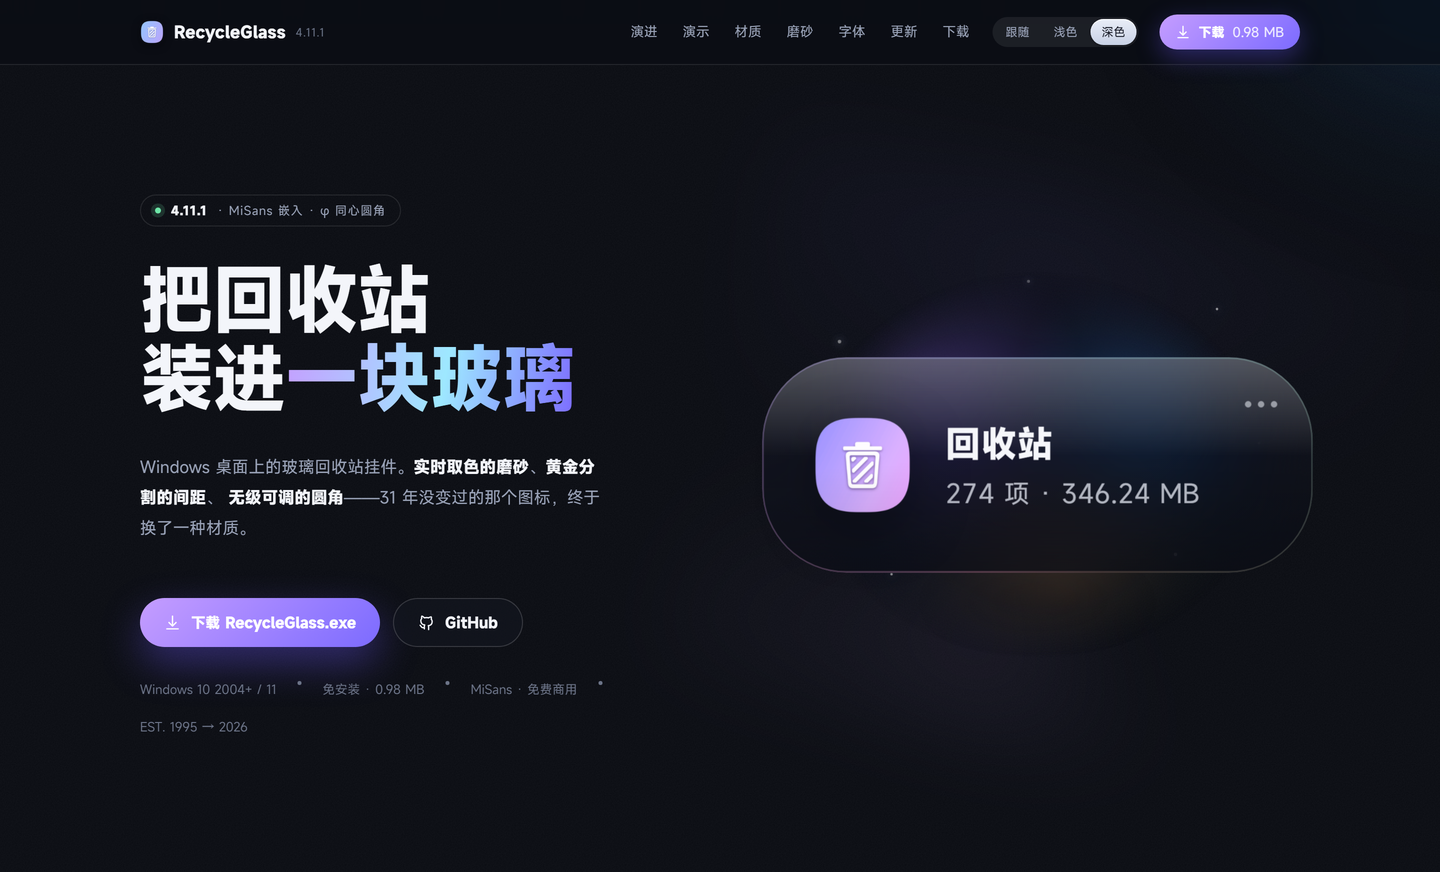 RecycleGlass 4.11.1
演进 演示 材质 磨砂 字体 更新 下载
跟随 浅色 深色
下载 0.98 MB
4.11.1 · MiSans 嵌入 · φ 同心圆角
把回收站
装进一块玻璃
Windows 桌面上的玻璃回收站挂件。实时取色的磨砂、黄金分
割的间距、 无级可调的圆角——31 年没变过的那个图标，终于
换了一种材质。
下载 RecycleGlass.exe
GitHub
Windows 10 2004+ / 11 • 免安装 · 0.98 MB • MiSans · 免费商用 •
EST. 1995 → 2026
回收站
274 项 · 346.24 MB